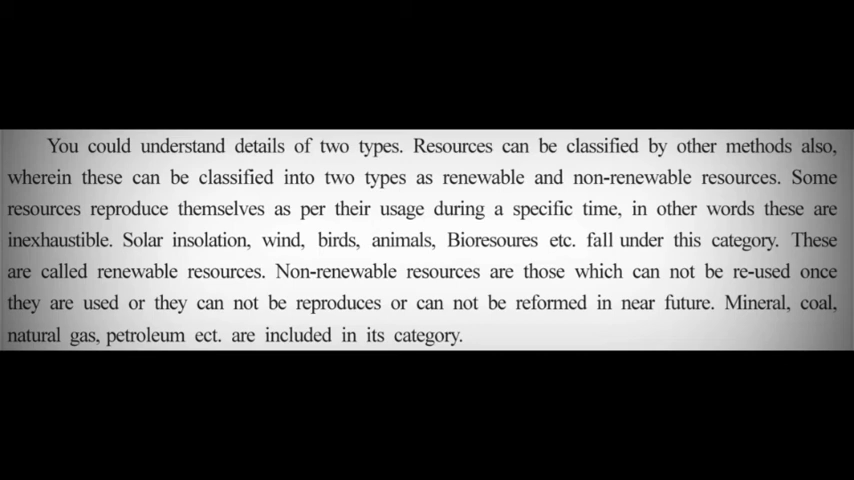 You could understand details of two types. Resources can be classified by other methods also,
wherein these can be classified into two types as renewable and non-renewable resources. Some
resources reproduce themselves as per their usage during a specific time, in other words these are
inexhaustible. Solar insolation, wind, birds, animals, Bioresoures etc. fall under this category. These
are called renewable resources. Non-renewable resources are those which can not be re-used once
they are used or they can not be reproduces or can not be reformed in near future. Mineral, coal,
natural gas, petroleum ect. are included in its category.